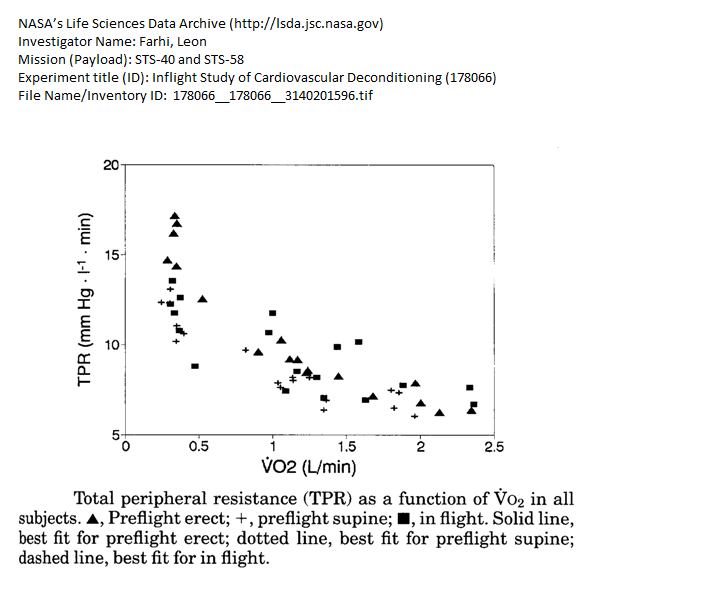 NASA's Life Sciences Data Archive (http://lsda.jsc.nasa.gov)
Investigator Name: Farhi, Leon
Mission (Payload): STS-40 and STS-58
Experiment title (ID): Inflight Study of Cardiovascular Deconditioning (178066)
File Name/Inventory ID: 178066__178066__3140201596.tif
20
15
10
5
TPR (mm Hg · l⁻¹ · min)
0 0.5 1 1.5 2 2.5
V̇O2 (L/min)
Total peripheral resistance (TPR) as a function of V̇O₂ in all
subjects. ▲, Preflight erect; +, preflight supine; ■, in flight. Solid line,
best fit for preflight erect; dotted line, best fit for preflight supine;
dashed line, best fit for in flight.